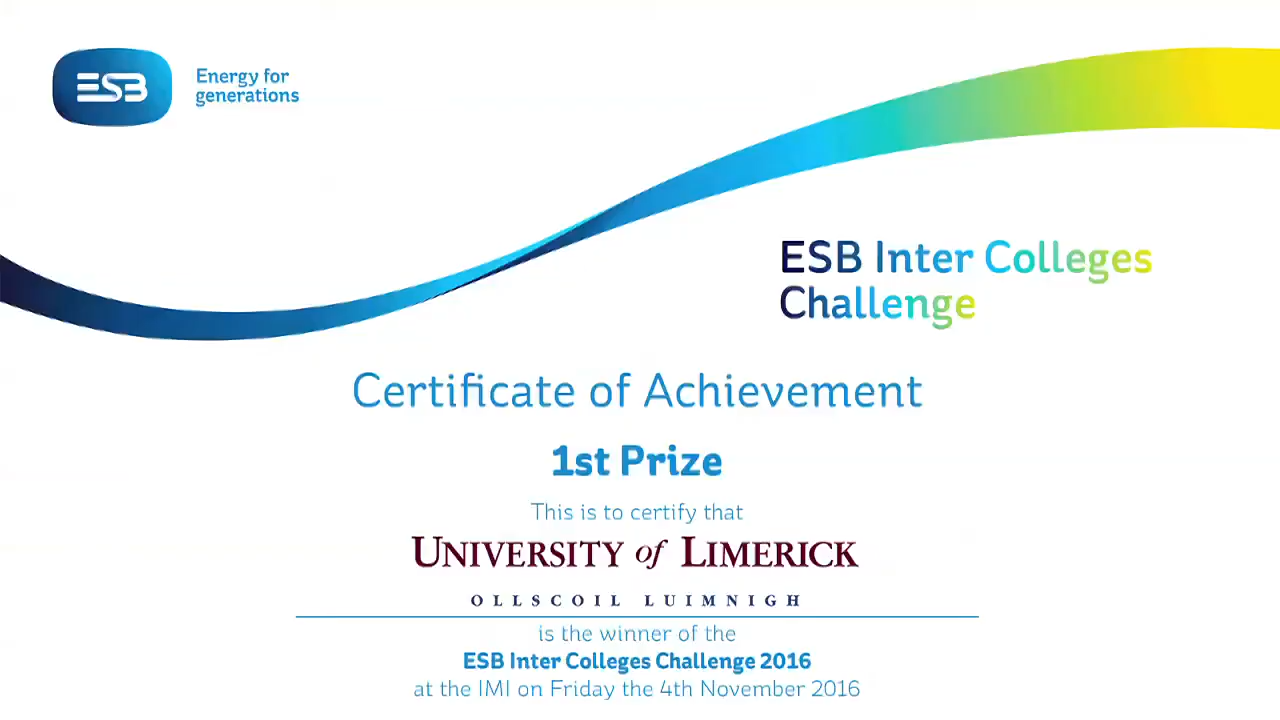 ESB
Energy for
generations
ESB Inter Colleges
Challenge
Certificate of Achievement
1st Prize
This is to certify that
UNIVERSITY of LIMERICK
OLLSCOIL LUIMNIGH
is the winner of the
ESB Inter Colleges Challenge 2016
at the IMI on Friday the 4th November 2016